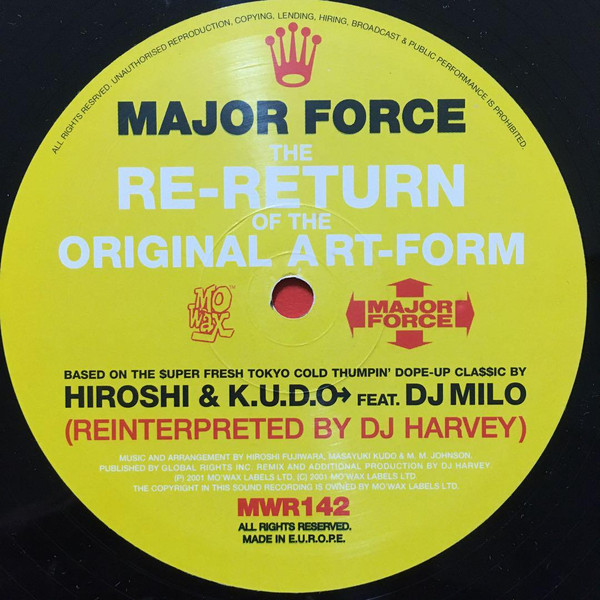 ALL RIGHTS RESRVED. UNAUTHORISED REPRODUCTION, COPYING, LENDING, HIRING, BROADCAST & PUBLIC PERFORMANCE IS PROHIBITED.
MAJOR FORCE
THE
RE-RETURN
OF THE
ORIGINAL ART-FORM
MO WAX
MAJOR FORCE
BASED ON THE $UPER FRESH TOKYO COLD THUMPIN' DOPE-UP CLA$$IC BY
HIROSHI & K.U.D.O→ FEAT. DJ MILO
(REINTERPRETED BY DJ HARVEY)
MUSIC AND ARRANGEMENT BY HIROSHI FUJIWARA, MASAYUKI KUDO & M. M. JOHNSON.
PUBLISHED BY GLOBAL RIGHTS INC. REMIX AND ADDITIONAL PRODUCTION BY DJ HARVEY.
(P) 2001 MO'WAX LABELS LTD, (C) 2001 MO'WAX LABELS LTD.
THE COPYRIGHT IN THIS SOUND RECORDING IS OWNED BY MO'WAX LABELS LTD.
MWR142
ALL RIGHTS RESERVED.
MADE IN E.U.R.O.P.E.